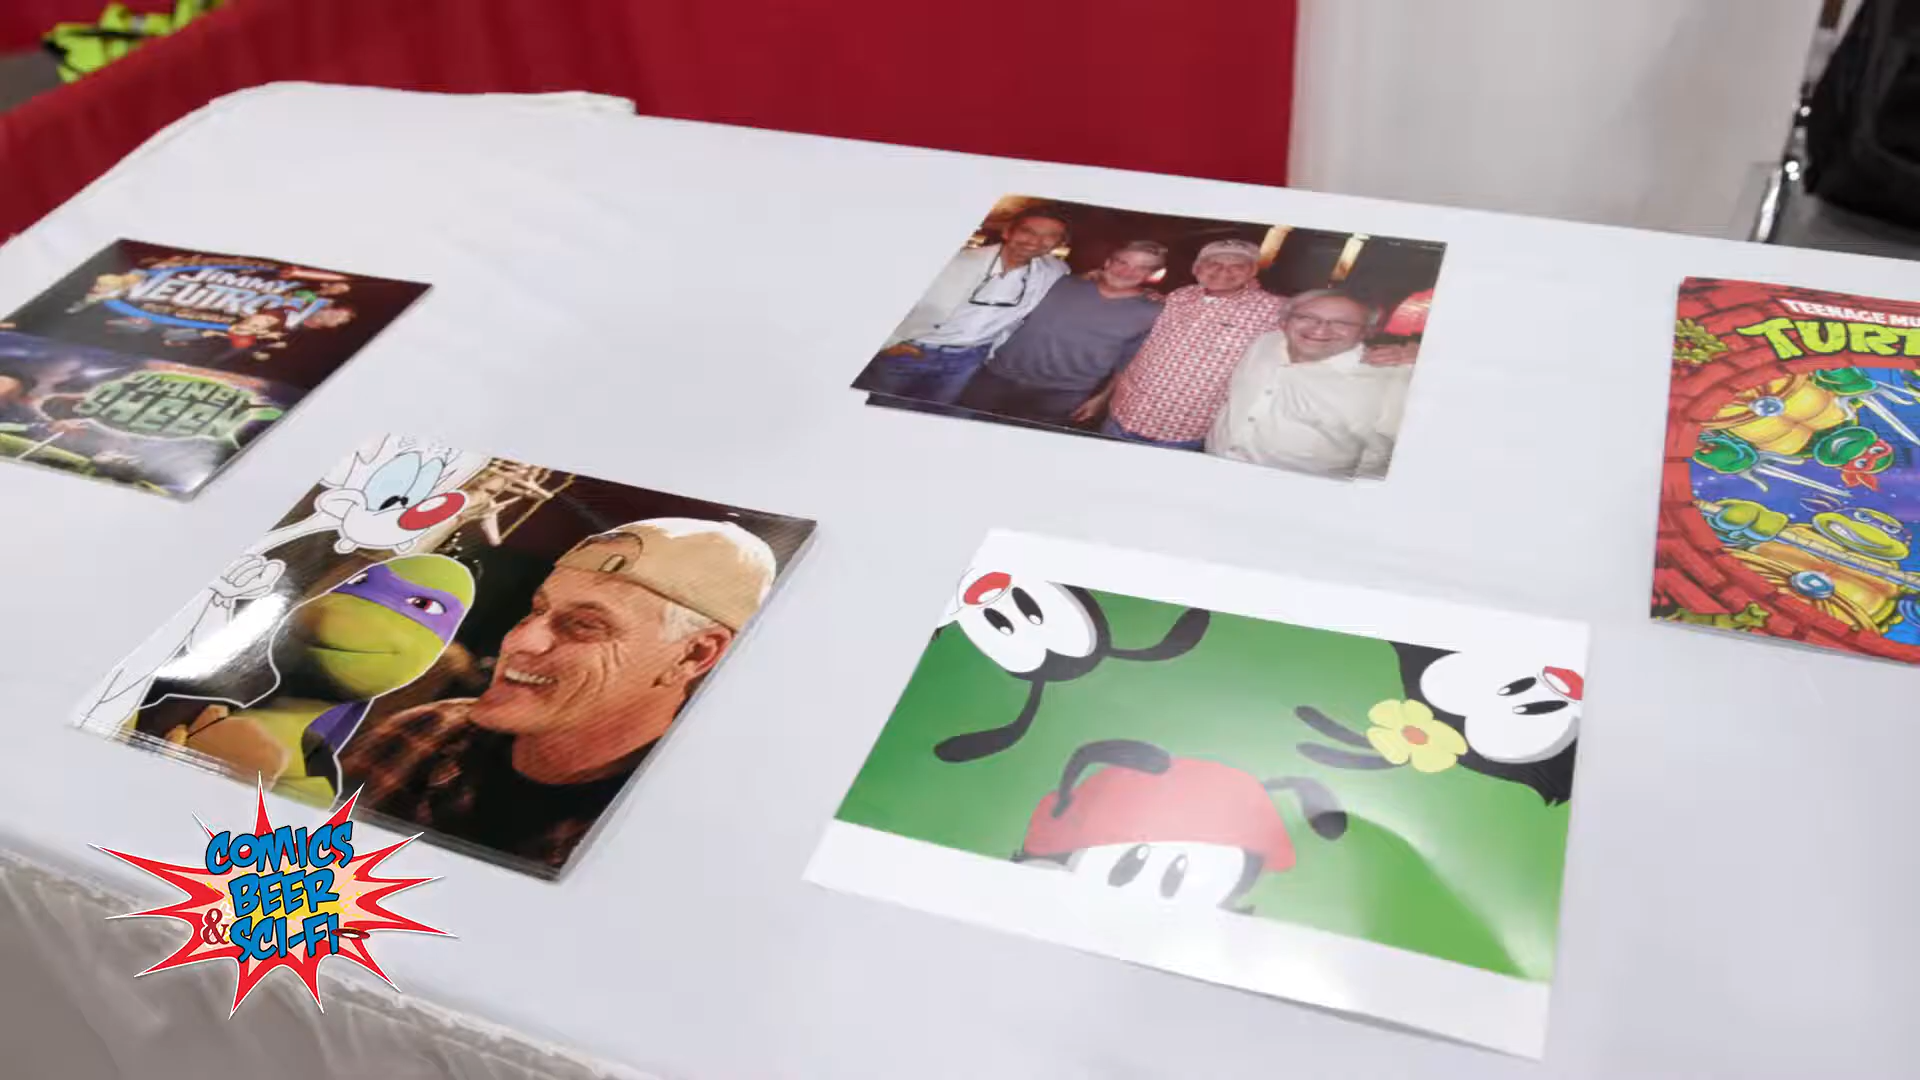 JIMMY
NEUTRON
PLANET
SHEEN
TEENAGE MU
TURT
COMICS
BEER
& SCI-FI